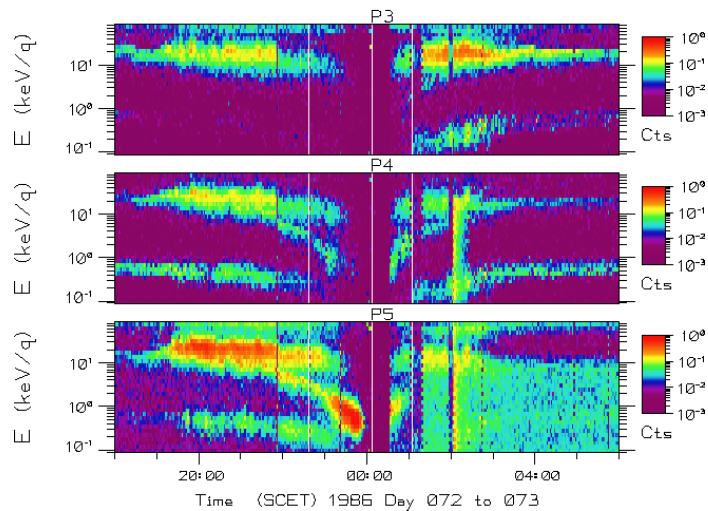 P3
E (keV/q)
10¹
10⁰
10⁻¹
10⁰
10⁻¹
10⁻²
10⁻³
Cts
P4
E (keV/q)
10¹
10⁰
10⁻¹
10⁰
10⁻¹
10⁻²
10⁻³
Cts
P5
E (keV/q)
10¹
10⁰
10⁻¹
10⁰
10⁻¹
10⁻²
10⁻³
Cts
20:00 00:00 04:00
Time (SCET) 1986 Day 072 to 073